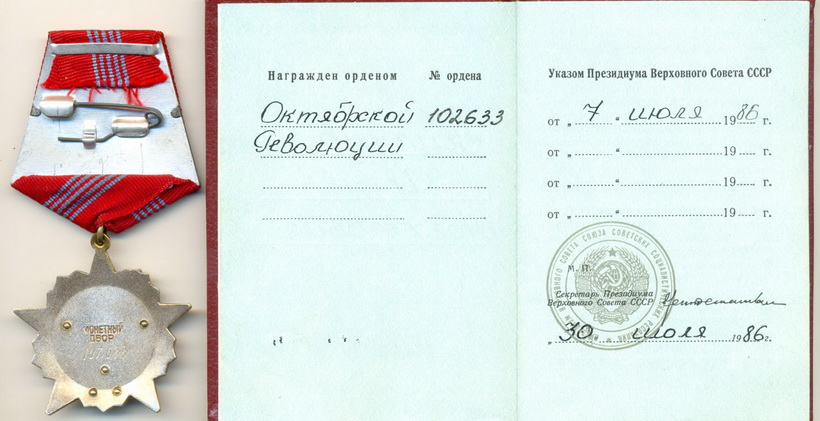 МОНЕТНЫЙ
ДВОР
Награжден орденом № ордена
Октябрской 102633
Революции
Указом Президиума Верховного Совета СССР
от „ 7 “ июля 1986 г.
от „ “ 19 г.
от „ “ 19 г.
от „ “ 19 г.
М. П.
Секретарь Президиума
Верховного Совета СССР
„ 30 июля 1986 г.